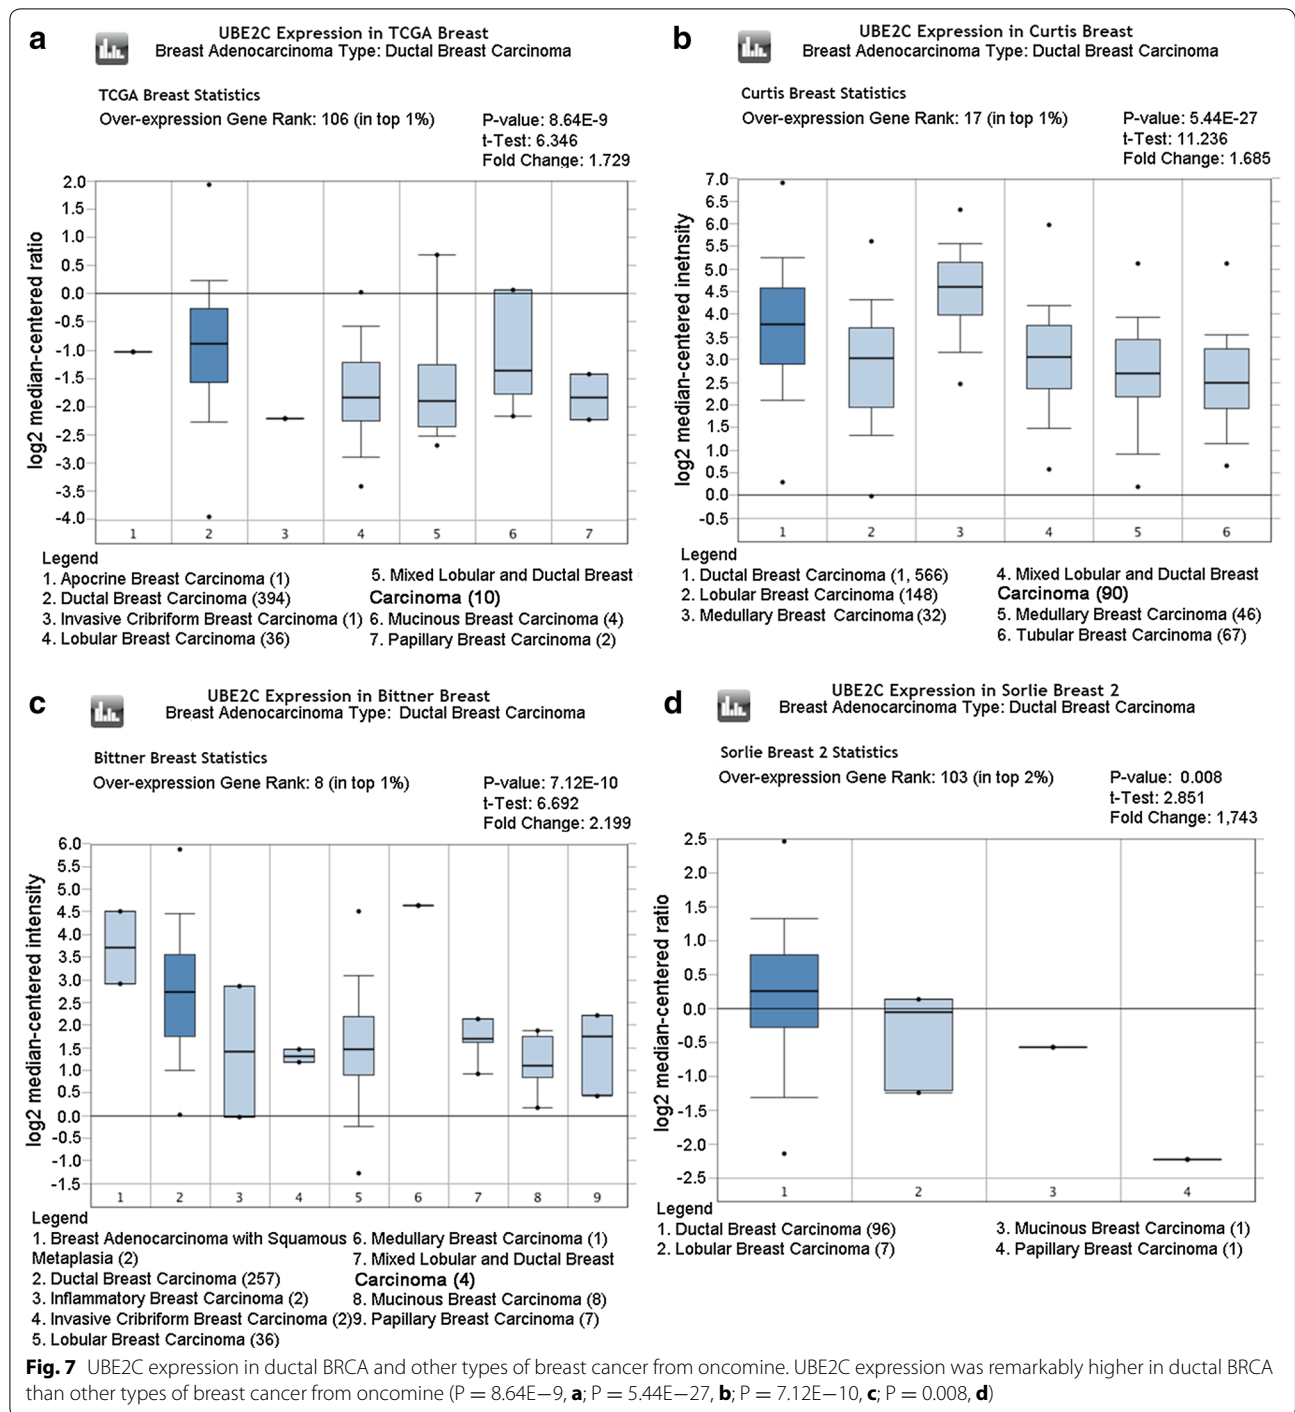 a
UBE2C Expression in TCGA Breast
Breast Adenocarcinoma Type: Ductal Breast Carcinoma
TCGA Breast Statistics
Over-expression Gene Rank: 106 (in top 1%)
P-value: 8.64E-9
t-Test: 6.346
Fold Change: 1.729
log2 median-centered ratio
2.0
1.5
1.0
0.5
0.0
-0.5
-1.0
-1.5
-2.0
-2.5
-3.0
-3.5
-4.0
1 2 3 4 5 6 7
Legend
1. Apocrine Breast Carcinoma (1)
2. Ductal Breast Carcinoma (394)
3. Invasive Cribriform Breast Carcinoma (1)
4. Lobular Breast Carcinoma (36)
5. Mixed Lobular and Ductal Breast
Carcinoma (10)
6. Mucinous Breast Carcinoma (4)
7. Papillary Breast Carcinoma (2)
b
UBE2C Expression in Curtis Breast
Breast Adenocarcinoma Type: Ductal Breast Carcinoma
Curtis Breast Statistics
Over-expression Gene Rank: 17 (in top 1%)
P-value: 5.44E-27
t-Test: 11.236
Fold Change: 1.685
log2 median-centered inetnsity
7.0
6.5
6.0
5.5
5.0
4.5
4.0
3.5
3.0
2.5
2.0
1.5
1.0
0.5
0.0
-0.5
1 2 3 4 5 6
Legend
1. Ductal Breast Carcinoma (1, 566)
2. Lobular Breast Carcinoma (148)
3. Medullary Breast Carcinoma (32)
4. Mixed Lobular and Ductal Breast
Carcinoma (90)
5. Medullary Breast Carcinoma (46)
6. Tubular Breast Carcinoma (67)
c
UBE2C Expression in Bittner Breast
Breast Adenocarcinoma Type: Ductal Breast Carcinoma
Bittner Breast Statistics
Over-expression Gene Rank: 8 (in top 1%)
P-value: 7.12E-10
t-Test: 6.692
Fold Change: 2.199
log2 median-centered intensity
6.0
5.5
5.0
4.5
4.0
3.5
3.0
2.5
2.0
1.5
1.0
0.5
0.0
-0.5
-1.0
-1.5
1 2 3 4 5 6 7 8 9
Legend
1. Breast Adenocarcinoma with Squamous
Metaplasia (2)
2. Ductal Breast Carcinoma (257)
3. Inflammatory Breast Carcinoma (2)
4. Invasive Cribriform Breast Carcinoma (2)
5. Lobular Breast Carcinoma (36)
6. Medullary Breast Carcinoma (1)
7. Mixed Lobular and Ductal Breast
Carcinoma (4)
8. Mucinous Breast Carcinoma (8)
9. Papillary Breast Carcinoma (7)
d
UBE2C Expression in Sorlie Breast 2
Breast Adenocarcinoma Type: Ductal Breast Carcinoma
Sorlie Breast 2 Statistics
Over-expression Gene Rank: 103 (in top 2%)
P-value: 0.008
t-Test: 2.851
Fold Change: 1,743
log2 median-centered ratio
2.5
2.0
1.5
1.0
0.5
0.0
-0.5
-1.0
-1.5
-2.0
-2.5
1 2 3 4
Legend
1. Ductal Breast Carcinoma (96)
2. Lobular Breast Carcinoma (7)
3. Mucinous Breast Carcinoma (1)
4. Papillary Breast Carcinoma (1)
Fig. 7 UBE2C expression in ductal BRCA and other types of breast cancer from oncomine. UBE2C expression was remarkably higher in ductal BRCA
than other types of breast cancer from oncomine (P = 8.64E−9, a; P = 5.44E−27, b; P = 7.12E−10, c; P = 0.008, d)